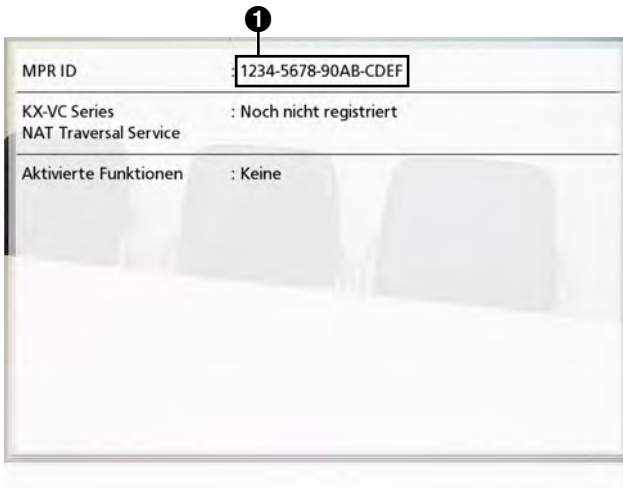 1
MPR ID : 1234-5678-90AB-CDEF
KX-VC Series : Noch nicht registriert
NAT Traversal Service
Aktivierte Funktionen : Keine